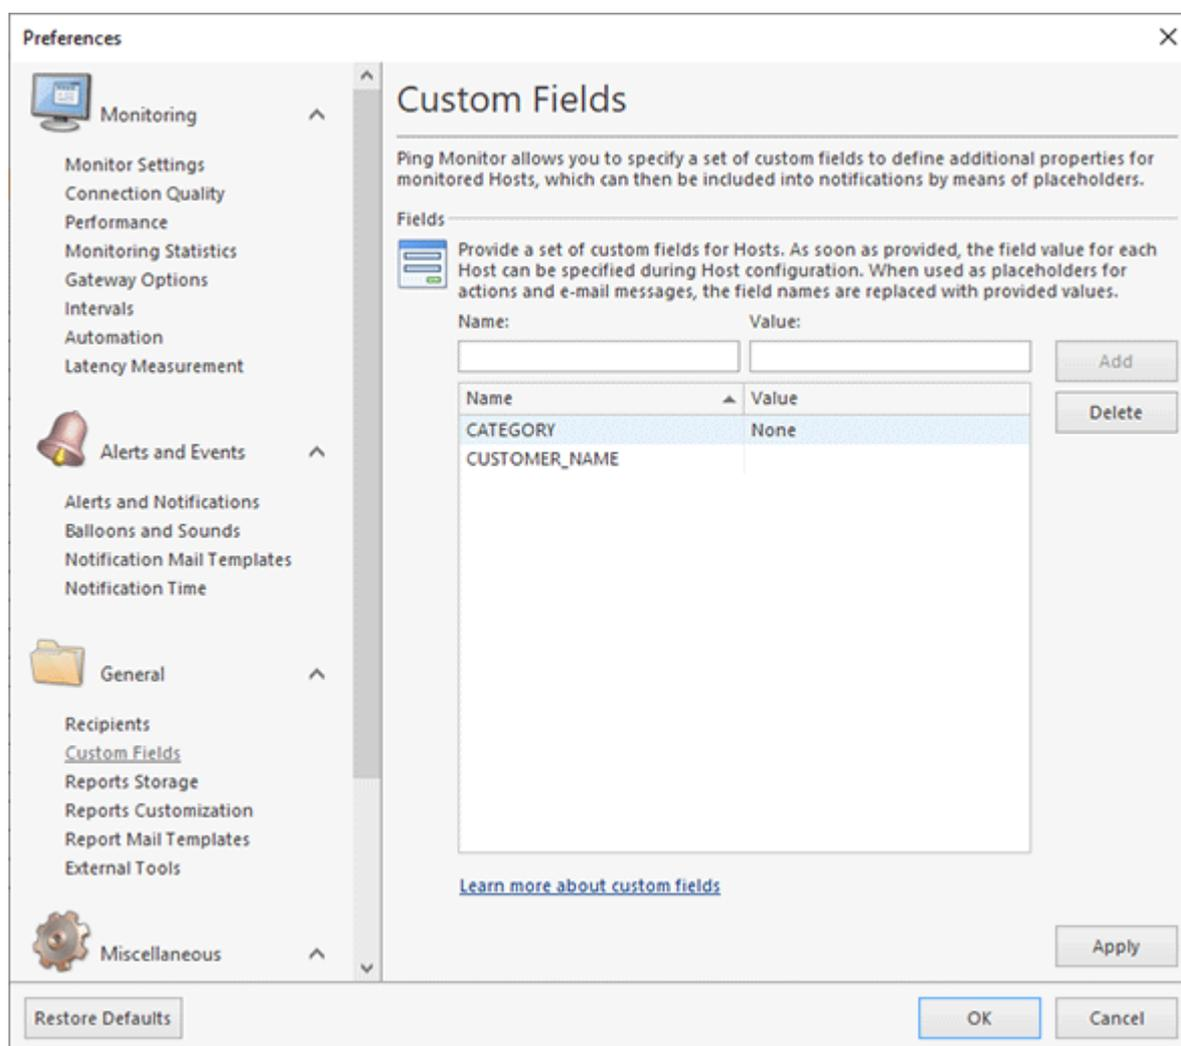 Preferences
Monitoring
Monitor Settings
Connection Quality
Performance
Monitoring Statistics
Gateway Options
Intervals
Automation
Latency Measurement
Alerts and Events
Alerts and Notifications
Balloons and Sounds
Notification Mail Templates
Notification Time
General
Recipients
Custom Fields
Reports Storage
Reports Customization
Report Mail Templates
External Tools
Miscellaneous
Custom Fields
Ping Monitor allows you to specify a set of custom fields to define additional properties for
monitored Hosts, which can then be included into notifications by means of placeholders.
Fields
Provide a set of custom fields for Hosts. As soon as provided, the field value for each
Host can be specified during Host configuration. When used as placeholders for
actions and e-mail messages, the field names are replaced with provided values.
Name: Value:
Add
Name Value
Delete
CATEGORY None
CUSTOMER_NAME
Learn more about custom fields
Apply
Restore Defaults OK Cancel